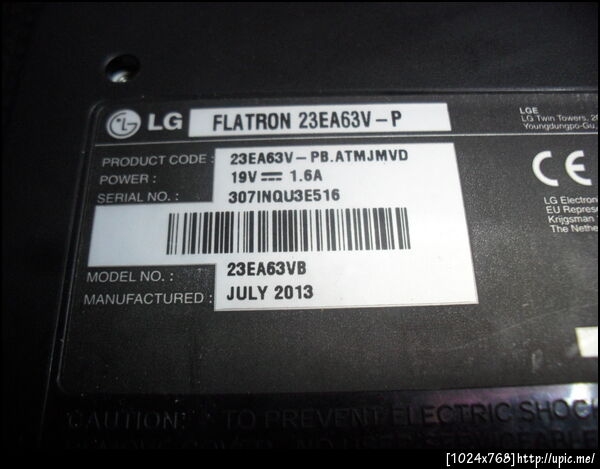 LG FLATRON 23EA63V-P
LGE
LG Twin Towers, 
Youngdungpo-Gu,
PRODUCT CODE : 23EA63V-PB.ATMJMVD
POWER : 19V 1.6A
SERIAL NO. : 307INQU3E516
CE
LG Electron
EU Represe
Krijgsman
The Nethe
MODEL NO. : 23EA63VB
MANUFACTURED : JULY 2013
CAUTION: TO PREVENT ELECTRIC SHOC
[1024x768]http://upic.me/